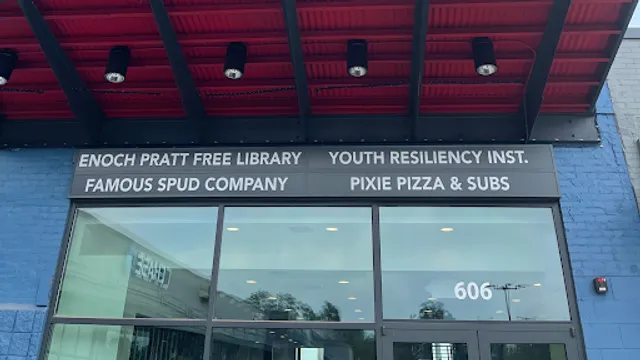 ENOCH PRATT FREE LIBRARY YOUTH RESILIENCY INST.
FAMOUS SPUD COMPANY PIXIE PIZZA & SUBS
606